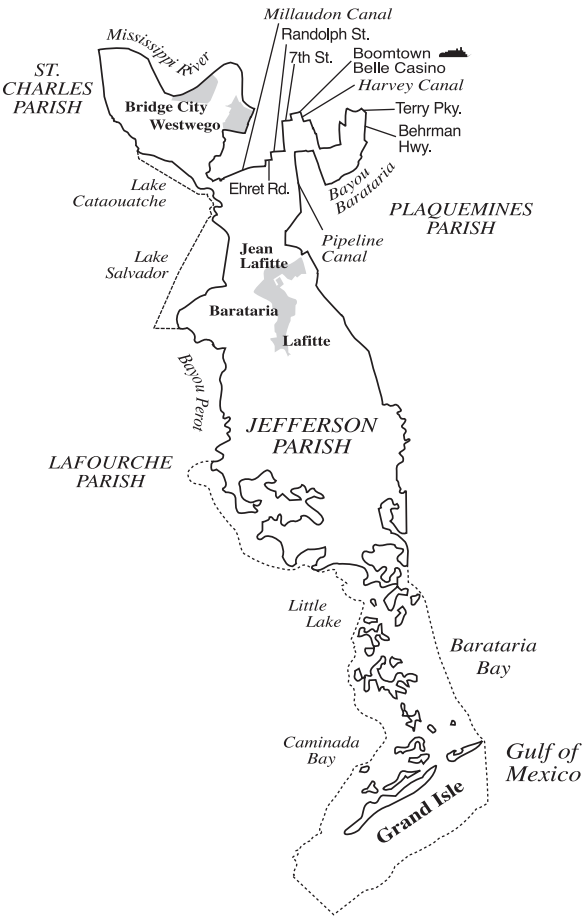 Mississippi River
Millaudon Canal
Randolph St.
7th St.
Boomtown
Belle Casino
Harvey Canal
ST.
CHARLES
PARISH
Bridge City
Westwego
Terry Pky.
Behrman
Hwy.
Lake
Cataouatche
Ehret Rd.
Bayou
Barataria
PLAQUEMINES
PARISH
Pipeline
Canal
Jean
Lafitte
Lake
Salvador
Barataria
Lafitte
Bayou Perot
JEFFERSON
PARISH
LAFOURCHE
PARISH
Little
Lake
Barataria
Bay
Caminada
Bay
Gulf of
Mexico
Grand Isle